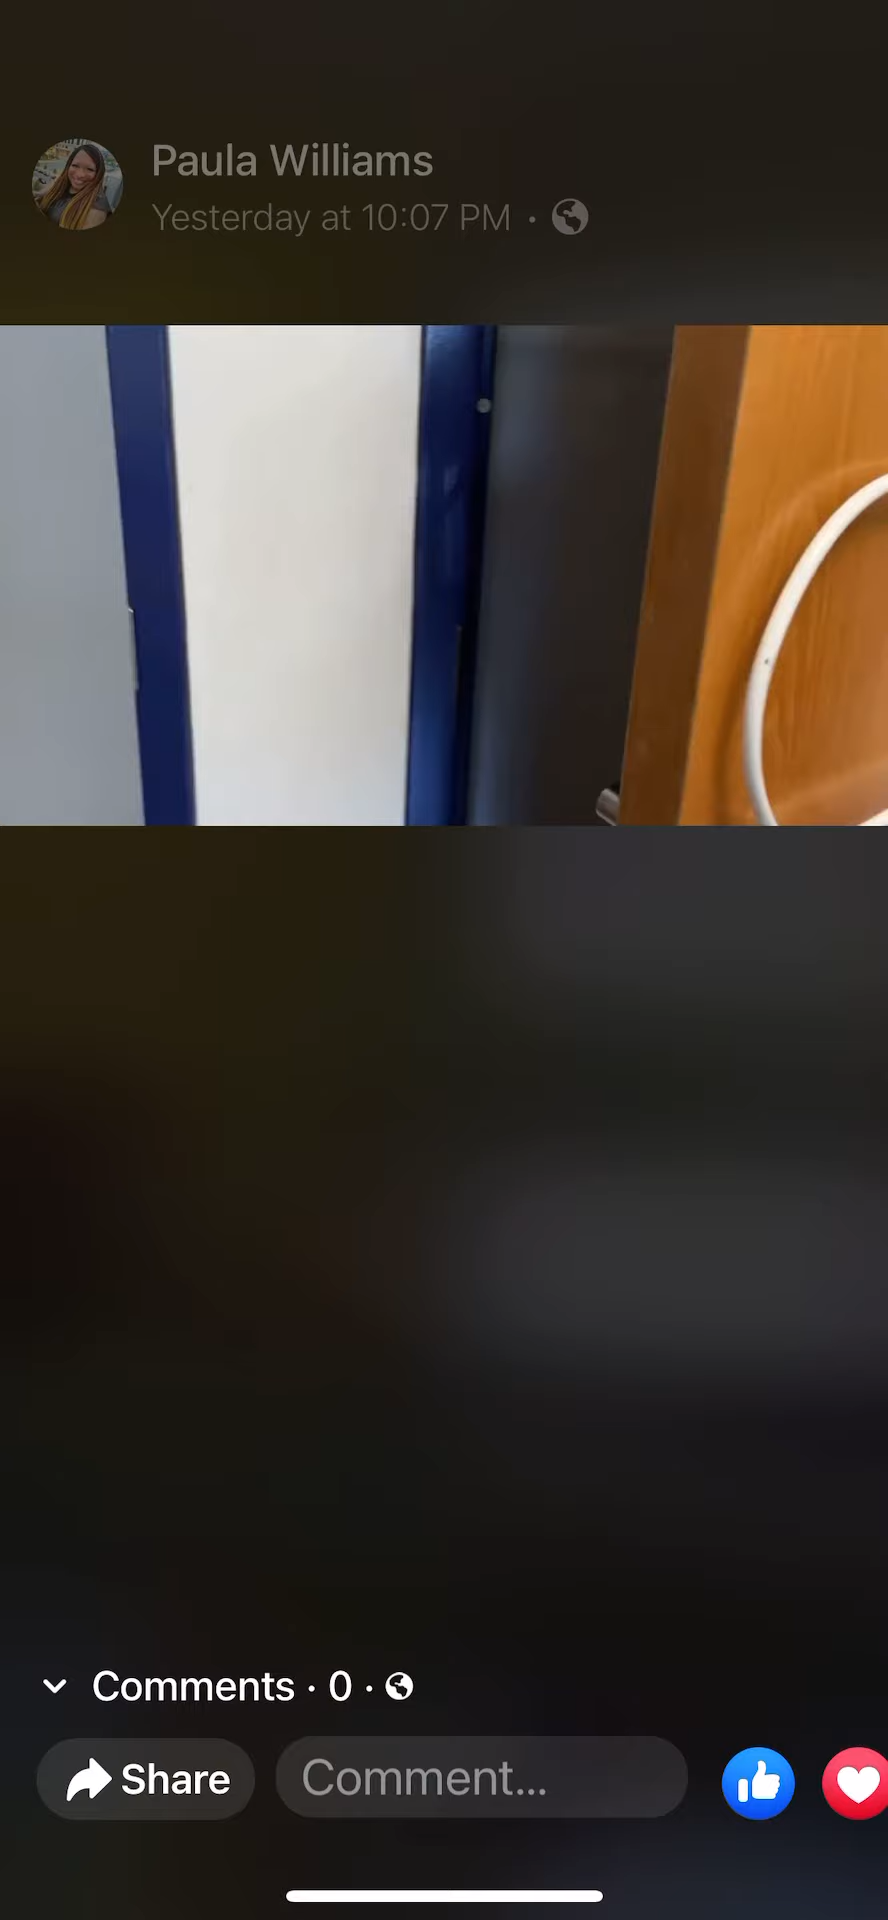 Paula Williams
Yesterday at 10:07 PM ·
Comments · 0 ·
Share
Comment...